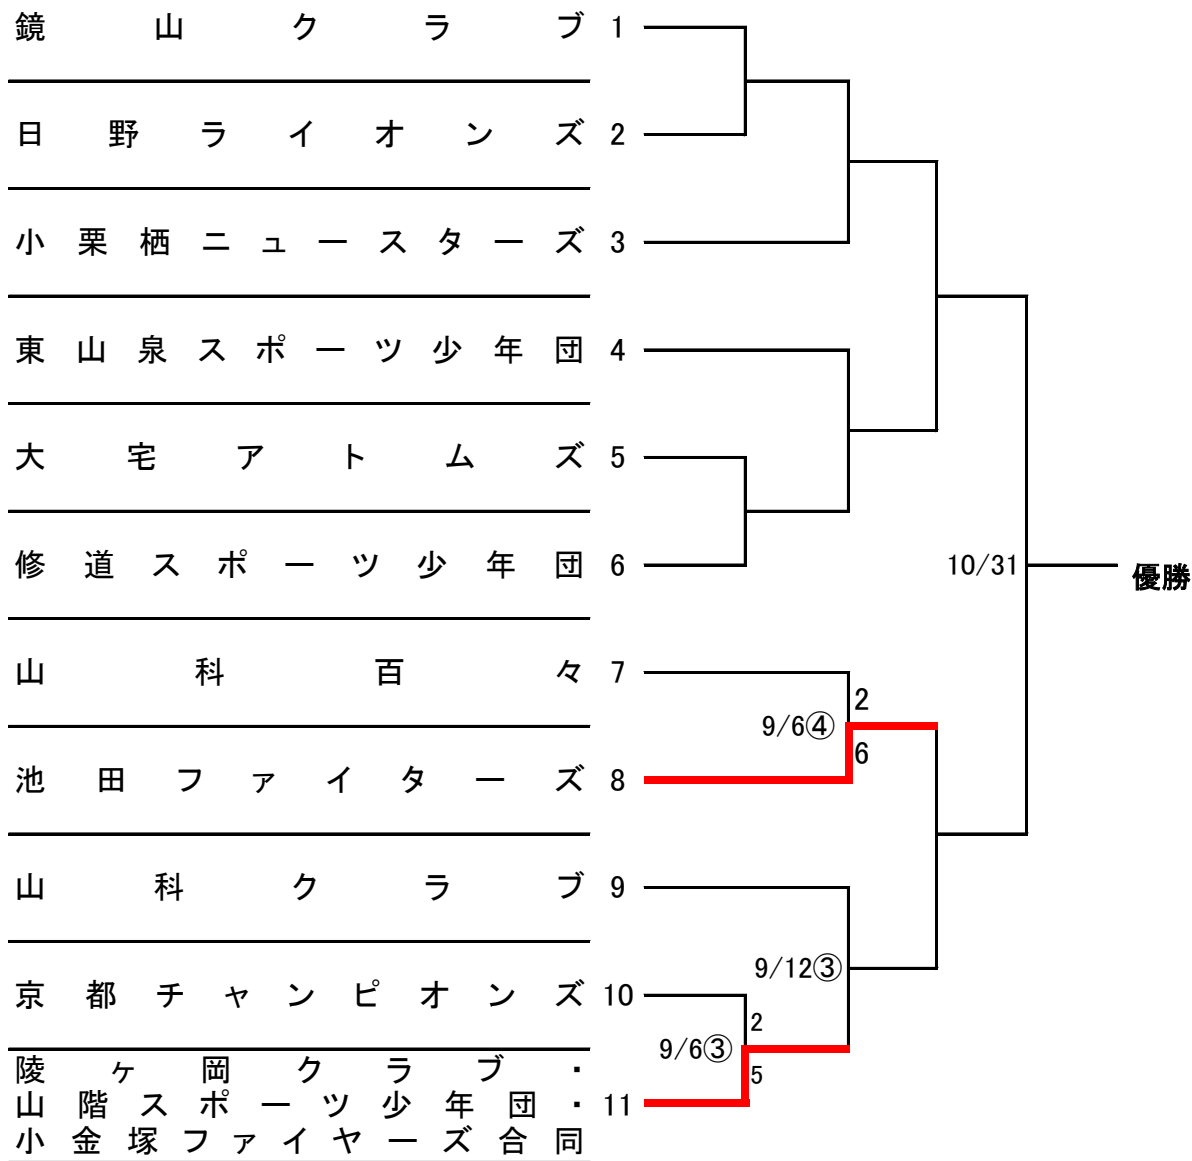 鏡山クラブ 1
日野ライオンズ 2
小栗栖ニュースターズ 3
東山泉スポーツ少年団 4
大宅アトムズ 5
修道スポーツ少年団 6
10/31
優勝
山科百々 7
2
9/6④
6
池田ファイターズ 8
山科クラブ 9
9/12③
京都チャンピオンズ 10
2
9/6③
5
陵ヶ岡クラブ・
山階スポーツ少年団・ 11
小金塚ファイヤーズ合同